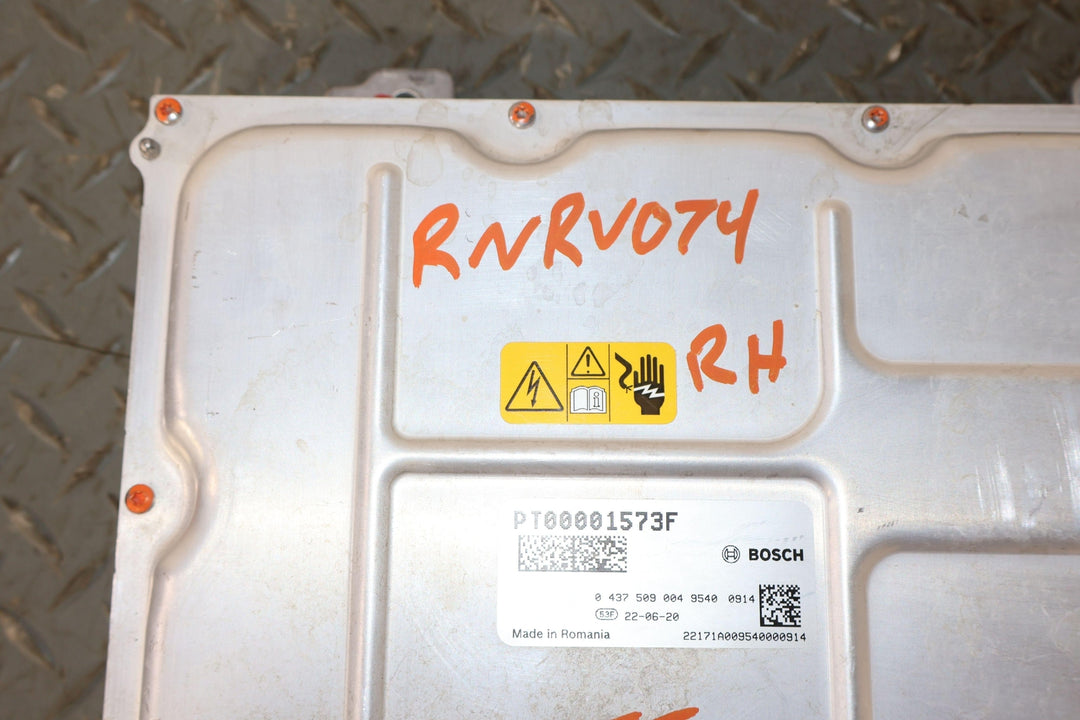 RNRV074
RH
PT00001573F
BOSCH
0 437 509 004 9540 0914
53F 22-06-20
Made in Romania
22171A009540000914